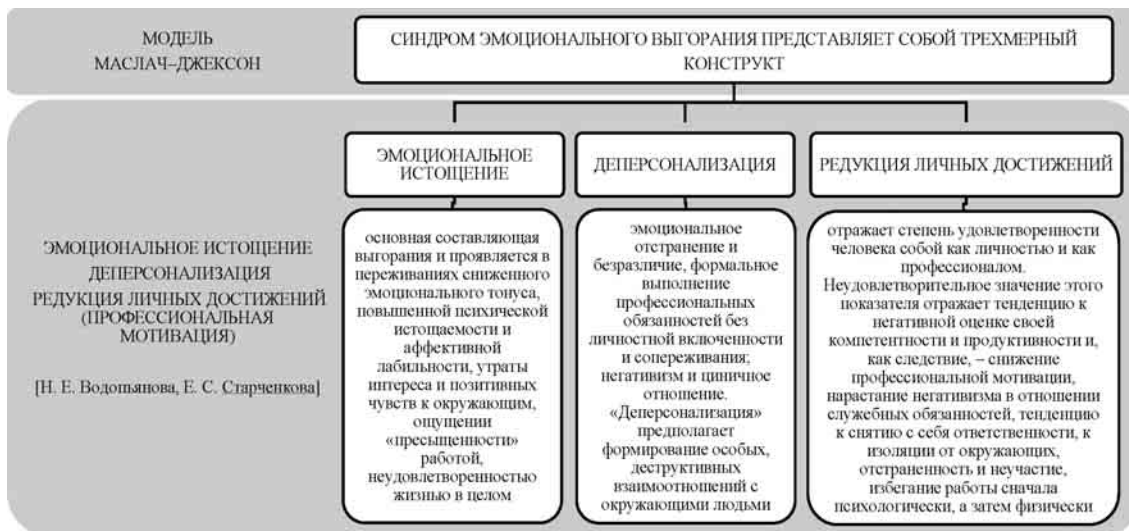 МОДЕЛЬ
МАСЛАЧ–ДЖЕКСОН
СИНДРОМ ЭМОЦИОНАЛЬНОГО ВЫГОРАНИЯ ПРЕДСТАВЛЯЕТ СОБОЙ ТРЕХМЕРНЫЙ
КОНСТРУКТ
ЭМОЦИОНАЛЬНОЕ ИСТОЩЕНИЕ
ДЕПЕРСОНАЛИЗАЦИЯ
РЕДУКЦИЯ ЛИЧНЫХ ДОСТИЖЕНИЙ
(ПРОФЕССИОНАЛЬНАЯ
МОТИВАЦИЯ)
[Н. Е. Водопьянова, Е. С. Старченкова]
ЭМОЦИОНАЛЬНОЕ
ИСТОЩЕНИЕ
основная составляющая
выгорания и проявляется в
переживаниях сниженного
эмоционального тонуса,
повышенной психической
истощаемости и
аффективной
лабильности, утраты
интереса и позитивных
чувств к окружающим,
ощущении
«пресыщенности»
работой,
неудовлетворенностью
жизнью в целом
ДЕПЕРСОНАЛИЗАЦИЯ
эмоциональное
отстранение и
безразличие, формальное
выполнение
профессиональных
обязанностей без
личностной включенности
и сопереживания;
негативизм и циничное
отношение.
«Деперсонализация»
предполагает
формирование особых,
деструктивных
взаимоотношений с
окружающими людьми
РЕДУКЦИЯ ЛИЧНЫХ ДОСТИЖЕНИЙ
отражает степень удовлетворенности
человека собой как личностью и как
профессионалом.
Неудовлетворительное значение этого
показателя отражает тенденцию к
негативной оценке своей
компетентности и продуктивности и,
как следствие, – снижение
профессиональной мотивации,
нарастание негативизма в отношении
служебных обязанностей, тенденцию
к снятию с себя ответственности, к
изоляции от окружающих,
отстраненность и неучастие,
избегание работы сначала
психологически, а затем физически